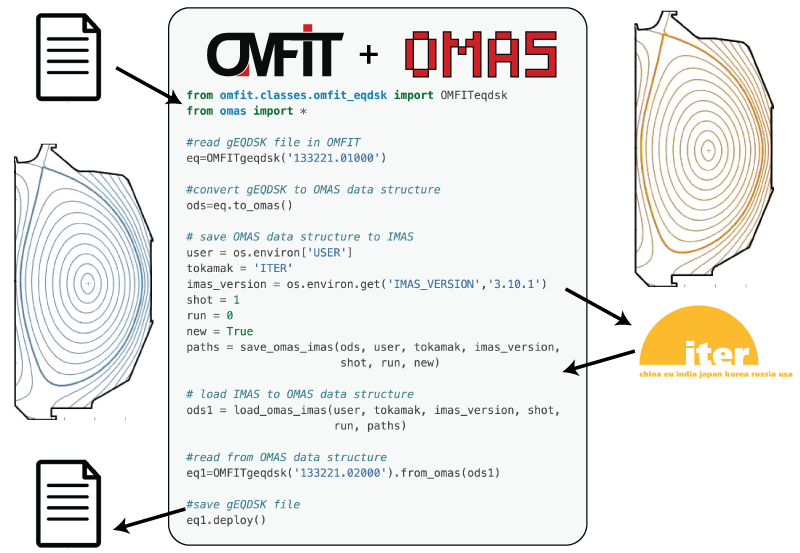 OMFIT + OMAS
from omfit.classes.omfit_eqdsk import OMFITeqdsk
from omas import *
#read gEQDSK file in OMFIT
eq=OMFITgeqdsk('133221.01000')
#convert gEQDSK to OMAS data structure
ods=eq.to_omas()
# save OMAS data structure to IMAS
user = os.environ['USER']
tokamak = 'ITER'
imas_version = os.environ.get('IMAS_VERSION','3.10.1')
shot = 1
run = 0
new = True
paths = save_omas_imas(ods, user, tokamak, imas_version,
shot, run, new)
# load IMAS to OMAS data structure
ods1 = load_omas_imas(user, tokamak, imas_version, shot,
run, paths)
#read from OMAS data structure
eq1=OMFITgeqdsk('133221.02000').from_omas(ods1)
#save gEQDSK file
eq1.deploy()
iter
china eu india japan korea russia usa